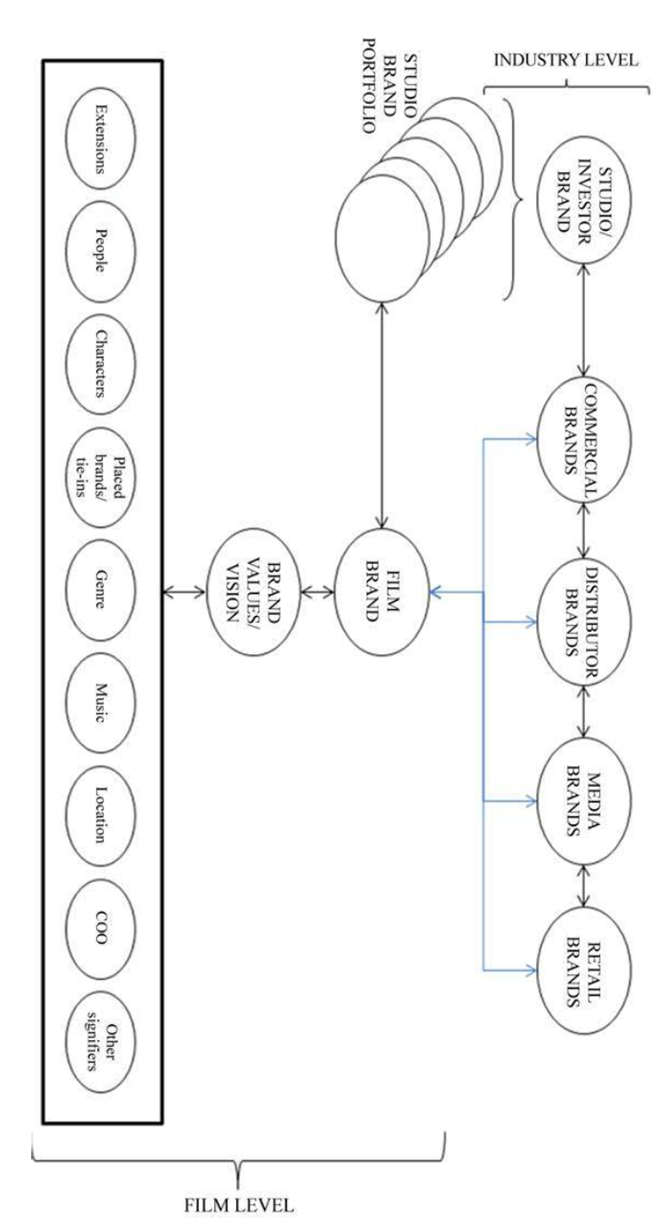 INDUSTRY LEVEL
STUDIO/
INVESTOR
BRAND
COMMERCIAL
BRANDS
DISTRIBUTOR
BRANDS
MEDIA
BRANDS
RETAIL
BRANDS
STUDIO
BRAND
PORTFOLIO
FILM
BRAND
BRAND
VALUES/
VISION
Extensions
People
Characters
Placed
brands/
tie-ins
Genre
Music
Location
COO
Other
signifiers
FILM LEVEL